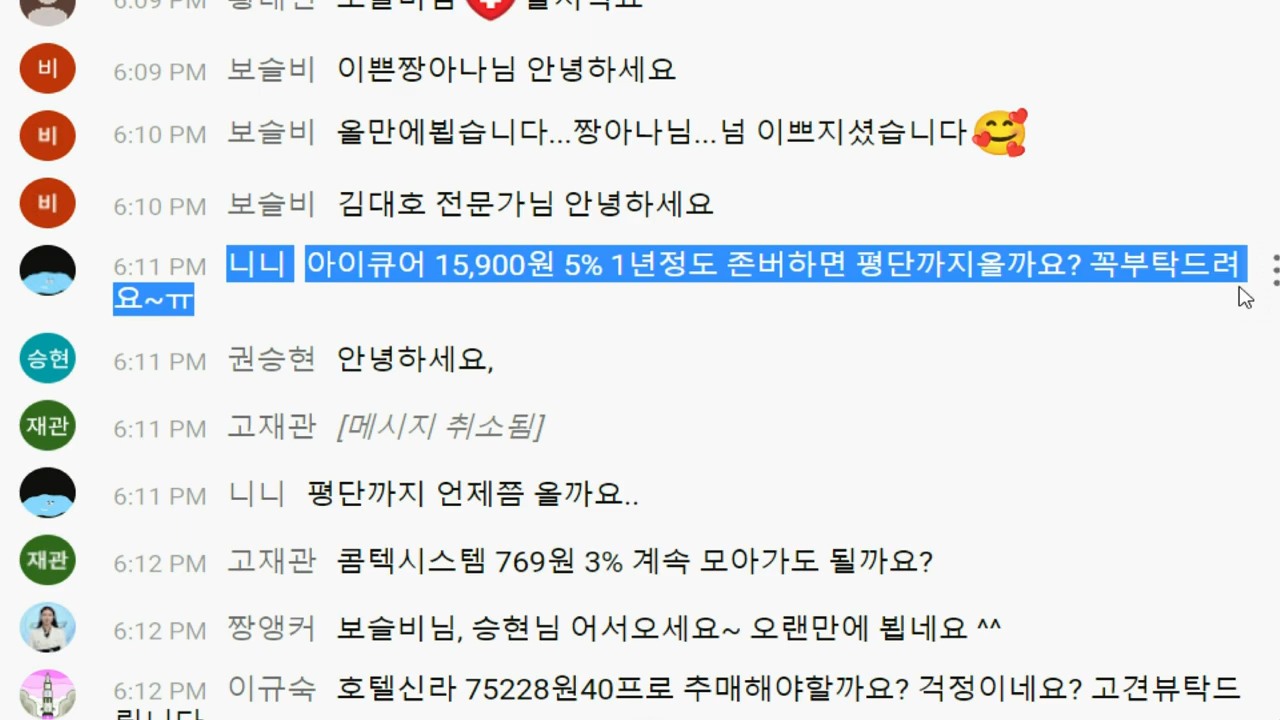 비 6:09 PM 보슬비 이쁜짱아나님 안녕하세요
비 6:10 PM 보슬비 올만에뵙습니다...짱아나님...넘 이쁘지셨습니다🥰
비 6:10 PM 보슬비 김대호 전문가님 안녕하세요
6:11 PM 니니 아이큐어 15,900원 5% 1년정도 존버하면 평단까지올까요? 꼭부탁드려
요~ㅠ
승현 6:11 PM 권승현 안녕하세요,
재관 6:11 PM 고재관 [메시지 취소됨]
6:11 PM 니니 평단까지 언제쯤 올까요..
재관 6:12 PM 고재관 콤텍시스템 769원 3% 계속 모아가도 될까요?
6:12 PM 짱앵커 보슬비님, 승현님 어서오세요~ 오랜만에 뵙네요 ^^
6:12 PM 이규숙 호텔신라 75228원40프로 추매해야할까요? 걱정이네요? 고견뷰탁드